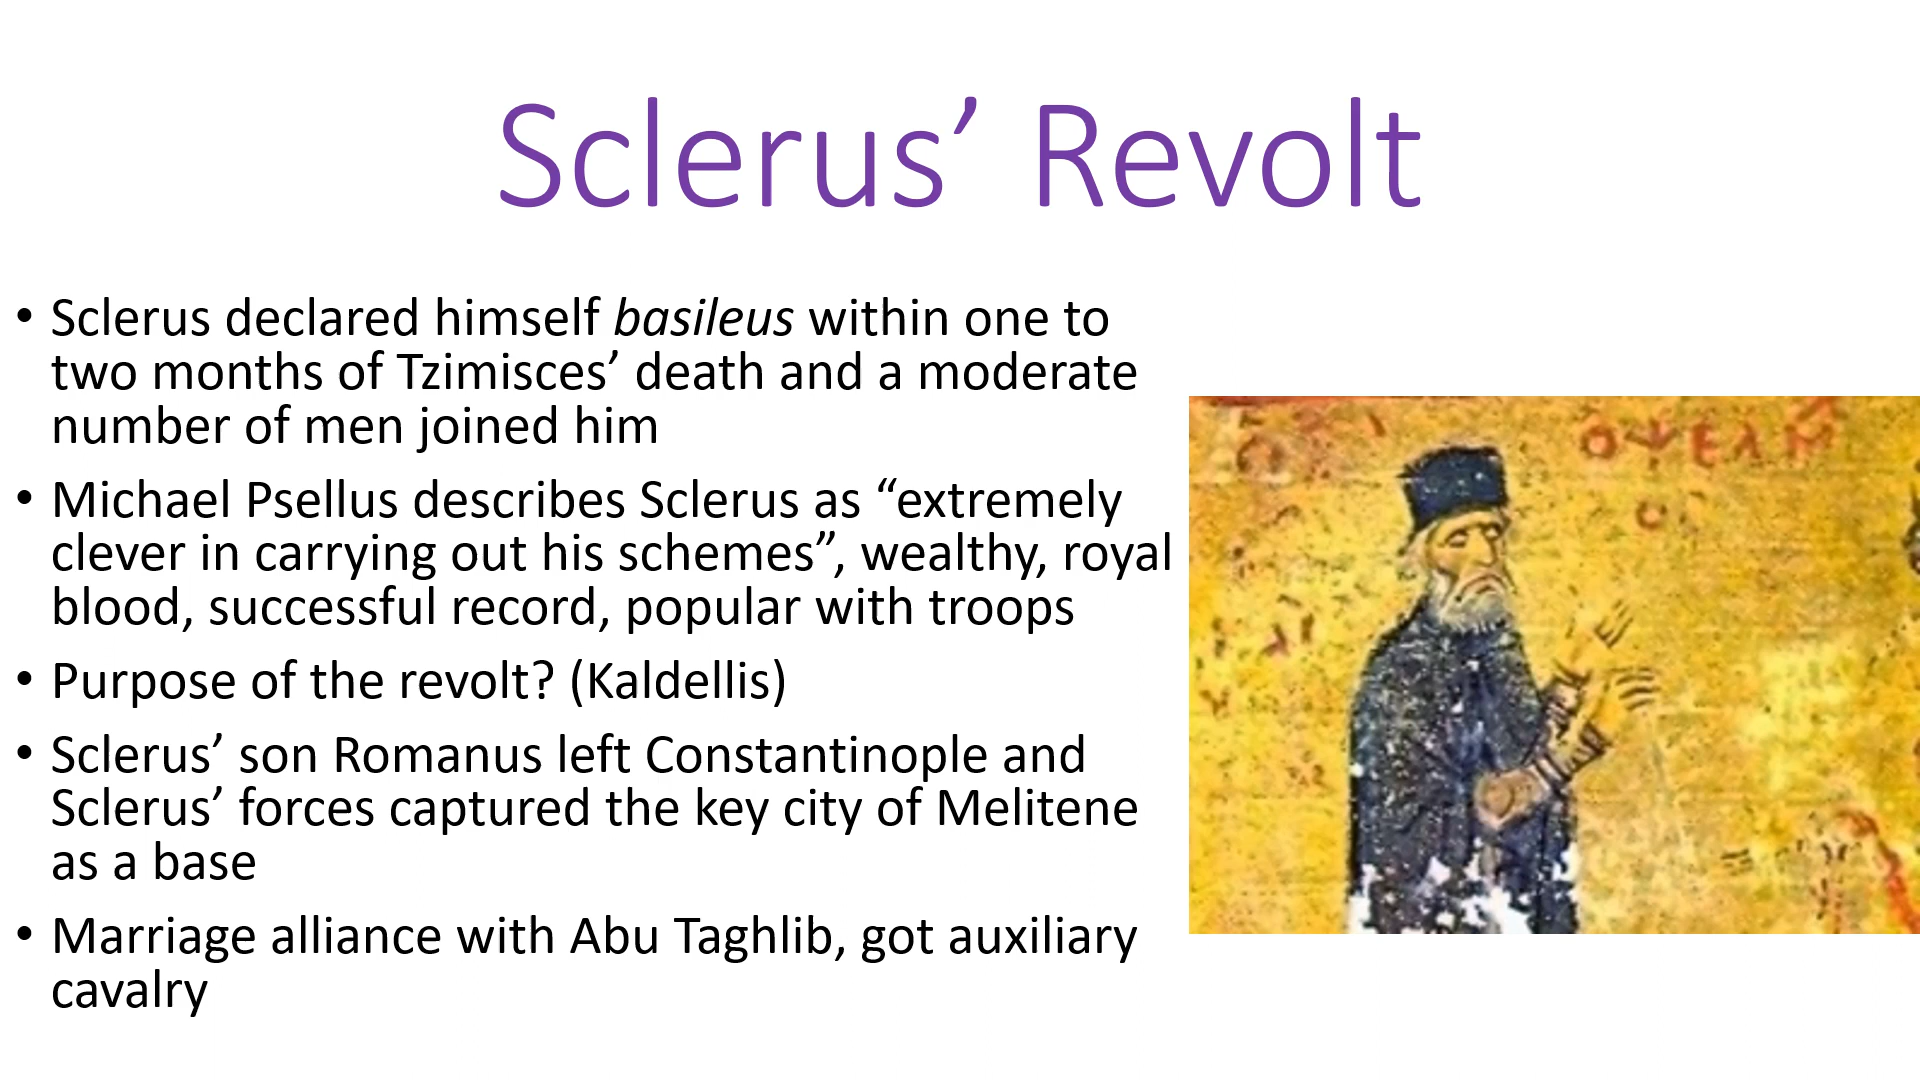 Sclerus’ Revolt
• Sclerus declared himself basileus within one to
two months of Tzimisces’ death and a moderate
number of men joined him
• Michael Psellus describes Sclerus as “extremely
clever in carrying out his schemes”, wealthy, royal
blood, successful record, popular with troops
• Purpose of the revolt? (Kaldellis)
• Sclerus’ son Romanus left Constantinople and
Sclerus’ forces captured the key city of Melitene
as a base
• Marriage alliance with Abu Taghlib, got auxiliary
cavalry